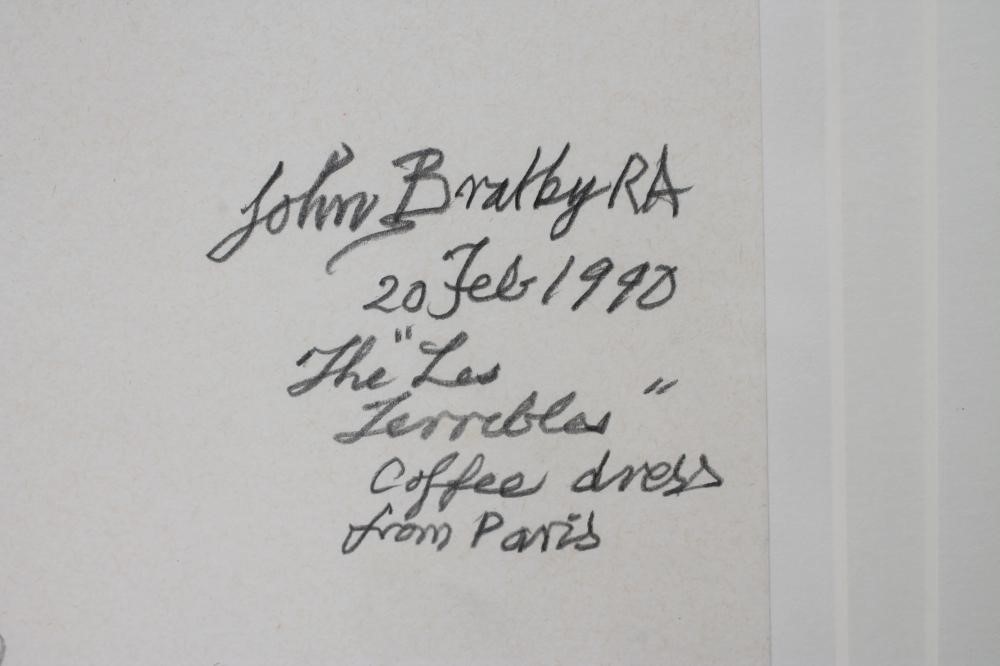 John Bratby RA
20 Feb 1990
The "Les
Terribles"
Coffee dress
from Paris